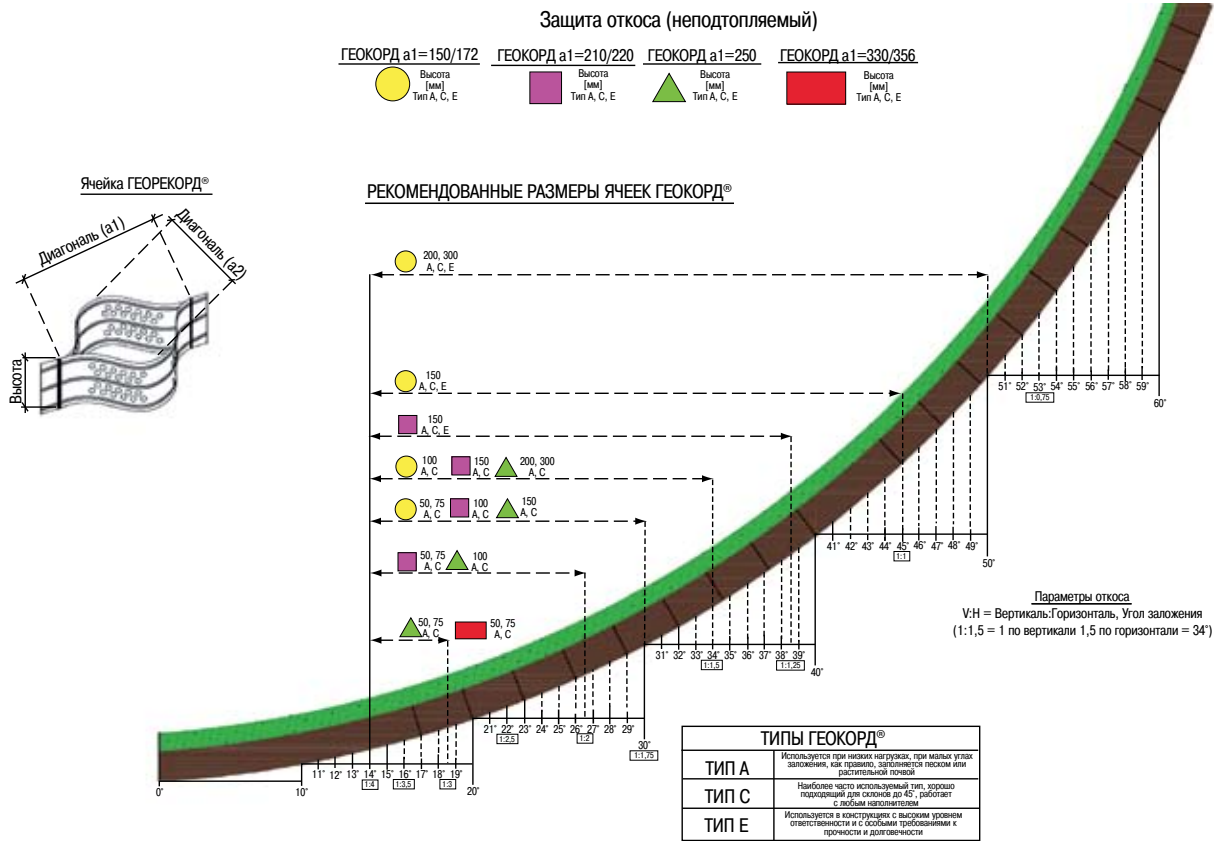 Защита откоса (неподтопляемый)
ГЕОКОРД a1=150/172
Высота
[мм]
Тип A, C, E
ГЕОКОРД a1=210/220
Высота
[мм]
Тип A, C, E
ГЕОКОРД a1=250
Высота
[мм]
Тип A, C, E
ГЕОКОРД a1=330/356
Высота
[мм]
Тип A, C, E
Ячейка ГЕОРЕКОРД®
Диагональ (a1)
Диагональ (a2)
Высота
РЕКОМЕНДОВАННЫЕ РАЗМЕРЫ ЯЧЕЕК ГЕОКОРД®
200, 300
A, C, E
150
A, C, E
150
A, C, E
100
A, C
150
A, C
200, 300
A, C
50, 75
A, C
100
A, C
150
A, C
50, 75
A, C
100
A, C
50, 75
A, C
50, 75
A, C
51° 52° 53° 54° 55° 56° 57° 58° 59°
1:0,75
60°
41° 42° 43° 44° 45° 46° 47° 48° 49°
1:1
50°
31° 32° 33° 34° 35° 36° 37° 38° 39°
1:1,5 1:1,25
40°
21° 22° 23° 24° 25° 26° 27° 28° 29°
1:2,5 1:2
30°
1:1,75
11° 12° 13° 14° 15° 16° 17° 18° 19°
1:4 1:3,5 1:3
0° 10° 20°
Параметры откоса
V:H = Вертикаль:Горизонталь, Угол заложения
(1:1,5 = 1 по вертикали 1,5 по горизонтали = 34°)
ТИПЫ ГЕОКОРД®
ТИП А
Используется при низких нагрузках, при малых углах
заложения, как правило, заполняется песком или
растительной почвой
ТИП С
Наиболее часто используемый тип, хорошо
подходящий для склонов до 45°, работает
с любым наполнителем
ТИП Е
Используется в конструкциях с высоким уровнем
ответственности и с особыми требованиями к
прочности и долговечности